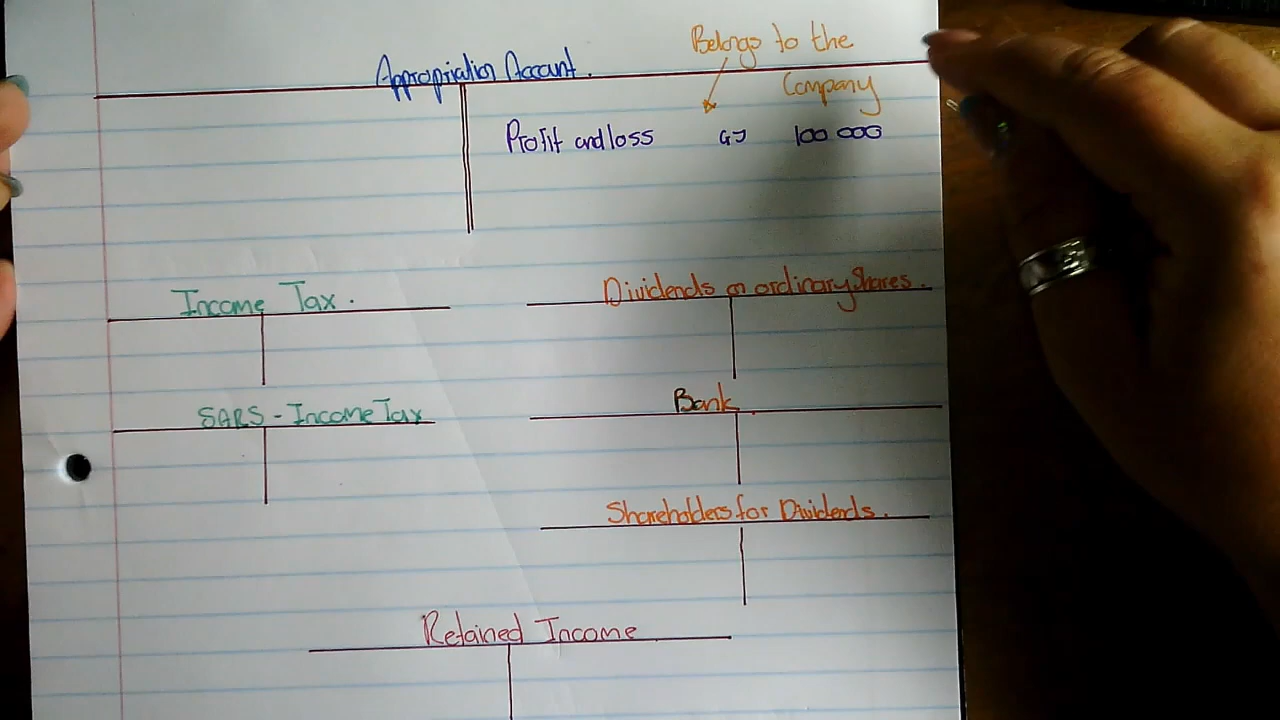 Belongs to the
Company
Appropriation Account.
Profit and loss GJ 100 000
Income Tax.
Dividends on ordinary Shares.
SARS - Income Tax
Bank
Shareholders for Dividends.
Retained Income